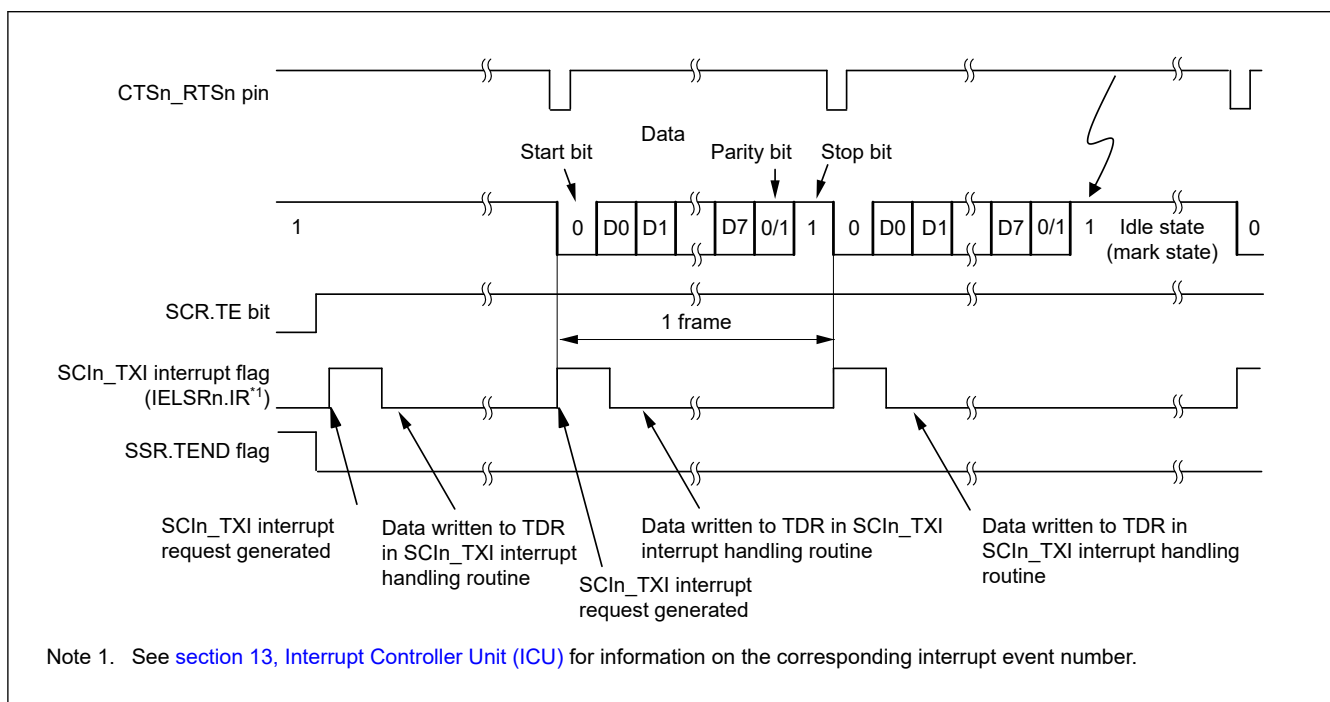 CTSn_RTSn pin
Data
Start bit
Parity bit
Stop bit
1
0
D0
D1
D7
0/1
1
0
D0
D1
D7
0/1
1
Idle state
(mark state)
0
SCR.TE bit
1 frame
SCIn_TXI interrupt flag
(IELSRn.IR*1)
SSR.TEND flag
SCIn_TXI interrupt
request generated
Data written to TDR
in SCIn_TXI interrupt
handling routine
SCIn_TXI interrupt
request generated
Data written to TDR in SCIn_TXI
interrupt handling routine
Data written to TDR in
SCIn_TXI interrupt handling
routine
Note 1. See section 13, Interrupt Controller Unit (ICU) for information on the corresponding interrupt event number.